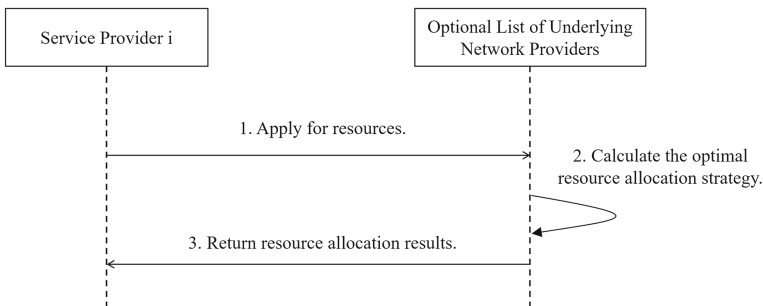 Service Provider i
Optional List of Underlying
Network Providers
1. Apply for resources.
2. Calculate the optimal
resource allocation strategy.
3. Return resource allocation results.